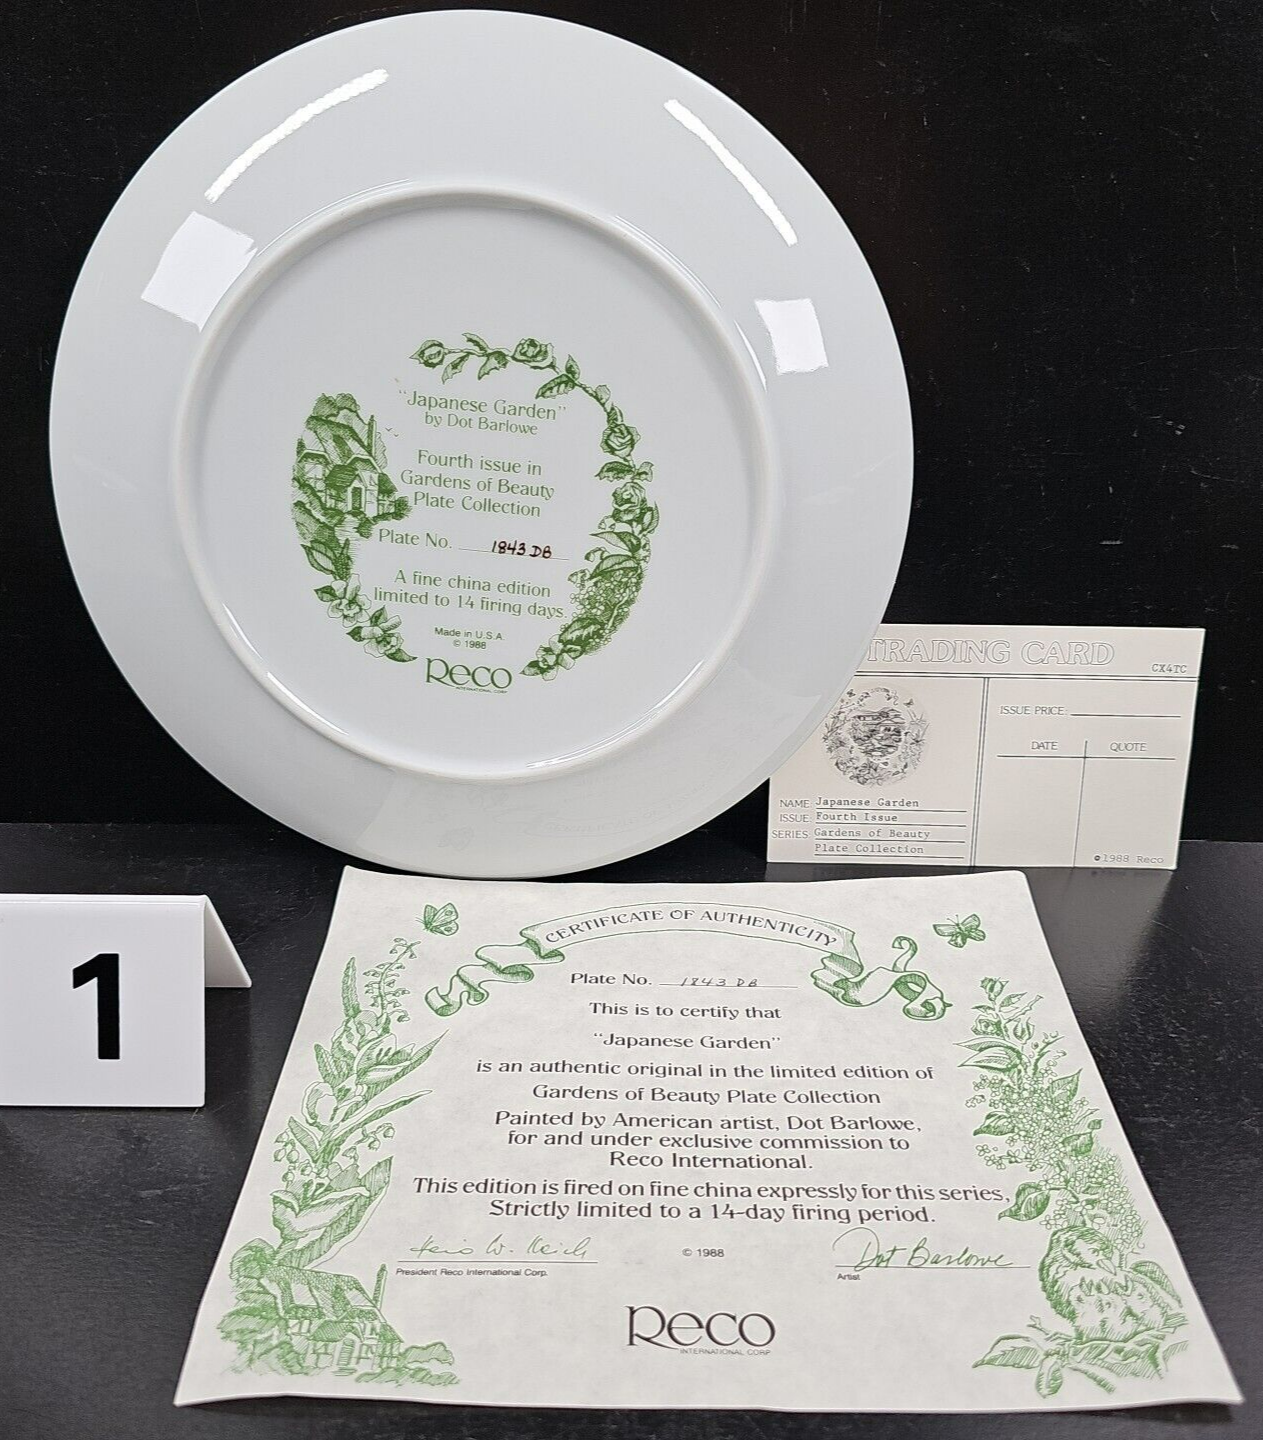 "Japanese Garden"
by Dot Barlowe
Fourth issue in
Gardens of Beauty
Plate Collection
Plate No. 1843 DB
A fine china edition
limited to 14 firing days.
Made in U.S.A.
© 1988
Reco
INTERNATIONAL CORP.
TRADING CARD
CX4TC
ISSUE PRICE:
DATE QUOTE
NAME Japanese Garden
ISSUE: Fourth Issue
SERIES: Gardens of Beauty
Plate Collection
©1988 Reco
1
CERTIFICATE OF AUTHENTICITY
Plate No. 1843 DB
This is to certify that
"Japanese Garden"
is an authentic original in the limited edition of
Gardens of Beauty Plate Collection
Painted by American artist, Dot Barlowe,
for and under exclusive commission to
Reco International.
This edition is fired on fine china expressly for this series,
Strictly limited to a 14-day firing period.
President Reco International Corp.
© 1988
Dot Barlowe
Artist
Reco
INTERNATIONAL CORP.